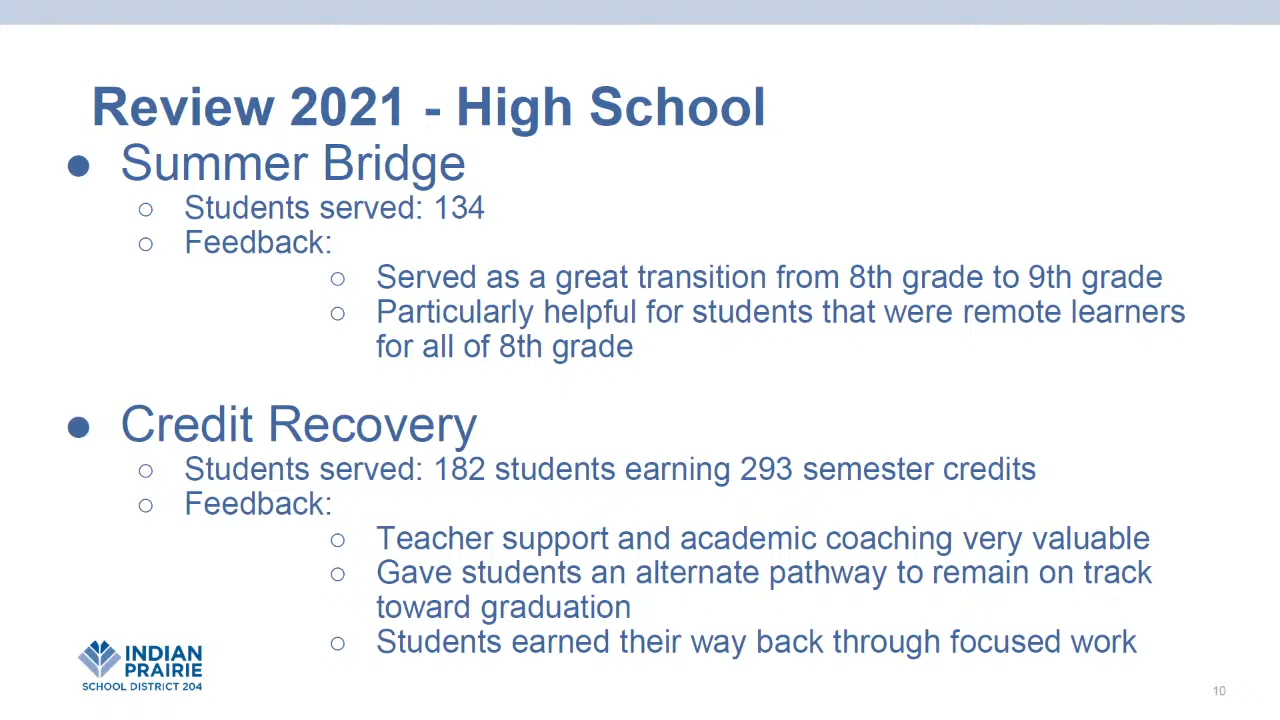 Review 2021 - High School
● Summer Bridge
○ Students served: 134
○ Feedback:
○ Served as a great transition from 8th grade to 9th grade
○ Particularly helpful for students that were remote learners
for all of 8th grade
● Credit Recovery
○ Students served: 182 students earning 293 semester credits
○ Feedback:
○ Teacher support and academic coaching very valuable
○ Gave students an alternate pathway to remain on track
toward graduation
○ Students earned their way back through focused work
INDIAN
PRAIRIE
SCHOOL DISTRICT 204
10